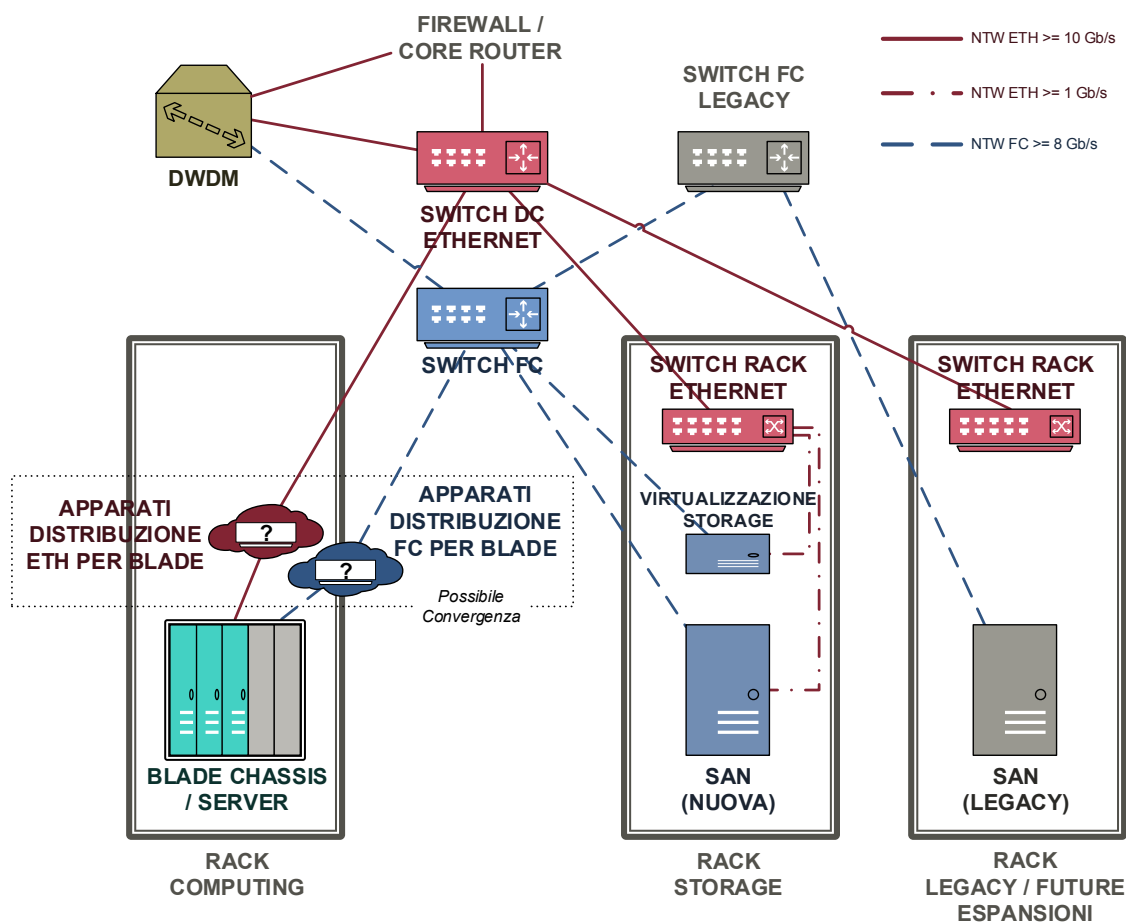 FIREWALL /
CORE ROUTER
NTW ETH >= 10 Gb/s
SWITCH FC
LEGACY
NTW ETH >= 1 Gb/s
NTW FC >= 8 Gb/s
DWDM
SWITCH DC
ETHERNET
SWITCH FC
SWITCH RACK
ETHERNET
SWITCH RACK
ETHERNET
APPARATI
DISTRIBUZIONE
ETH PER BLADE
?
APPARATI
DISTRIBUZIONE
FC PER BLADE
?
Possibile
Convergenza
VIRTUALIZZAZIONE
STORAGE
BLADE CHASSIS
/ SERVER
SAN
(NUOVA)
SAN
(LEGACY)
RACK
COMPUTING
RACK
STORAGE
RACK
LEGACY / FUTURE
ESPANSIONI